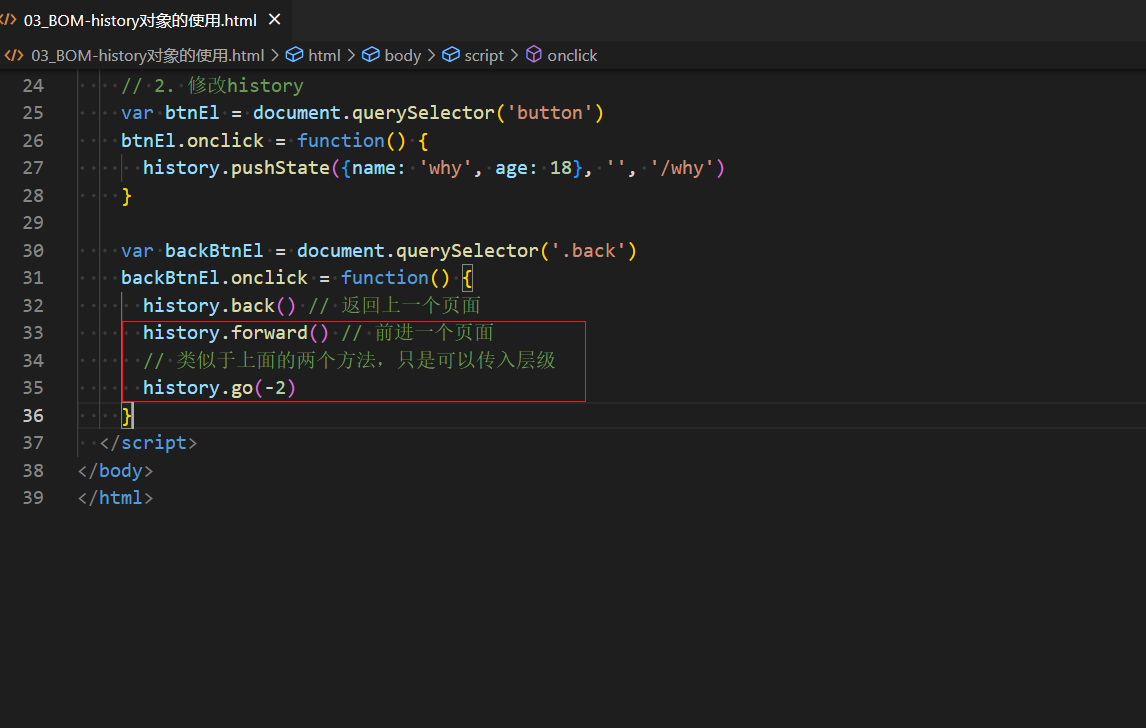 03_BOM-history对象的使用.html
03_BOM-history对象的使用.html > html > body > script > onclick
24 // 2. 修改history
25 var btnEl = document.querySelector('button')
26 btnEl.onclick = function() {
27 history.pushState({name: 'why', age: 18}, '', '/why')
28 }
29
30 var backBtnEl = document.querySelector('.back')
31 backBtnEl.onclick = function() {
32 history.back() // 返回上一个页面
33 history.forward() // 前进一个页面
34 // 类似于上面的两个方法，只是可以传入层级
35 history.go(-2)
36 }
37 </script>
38 </body>
39 </html>